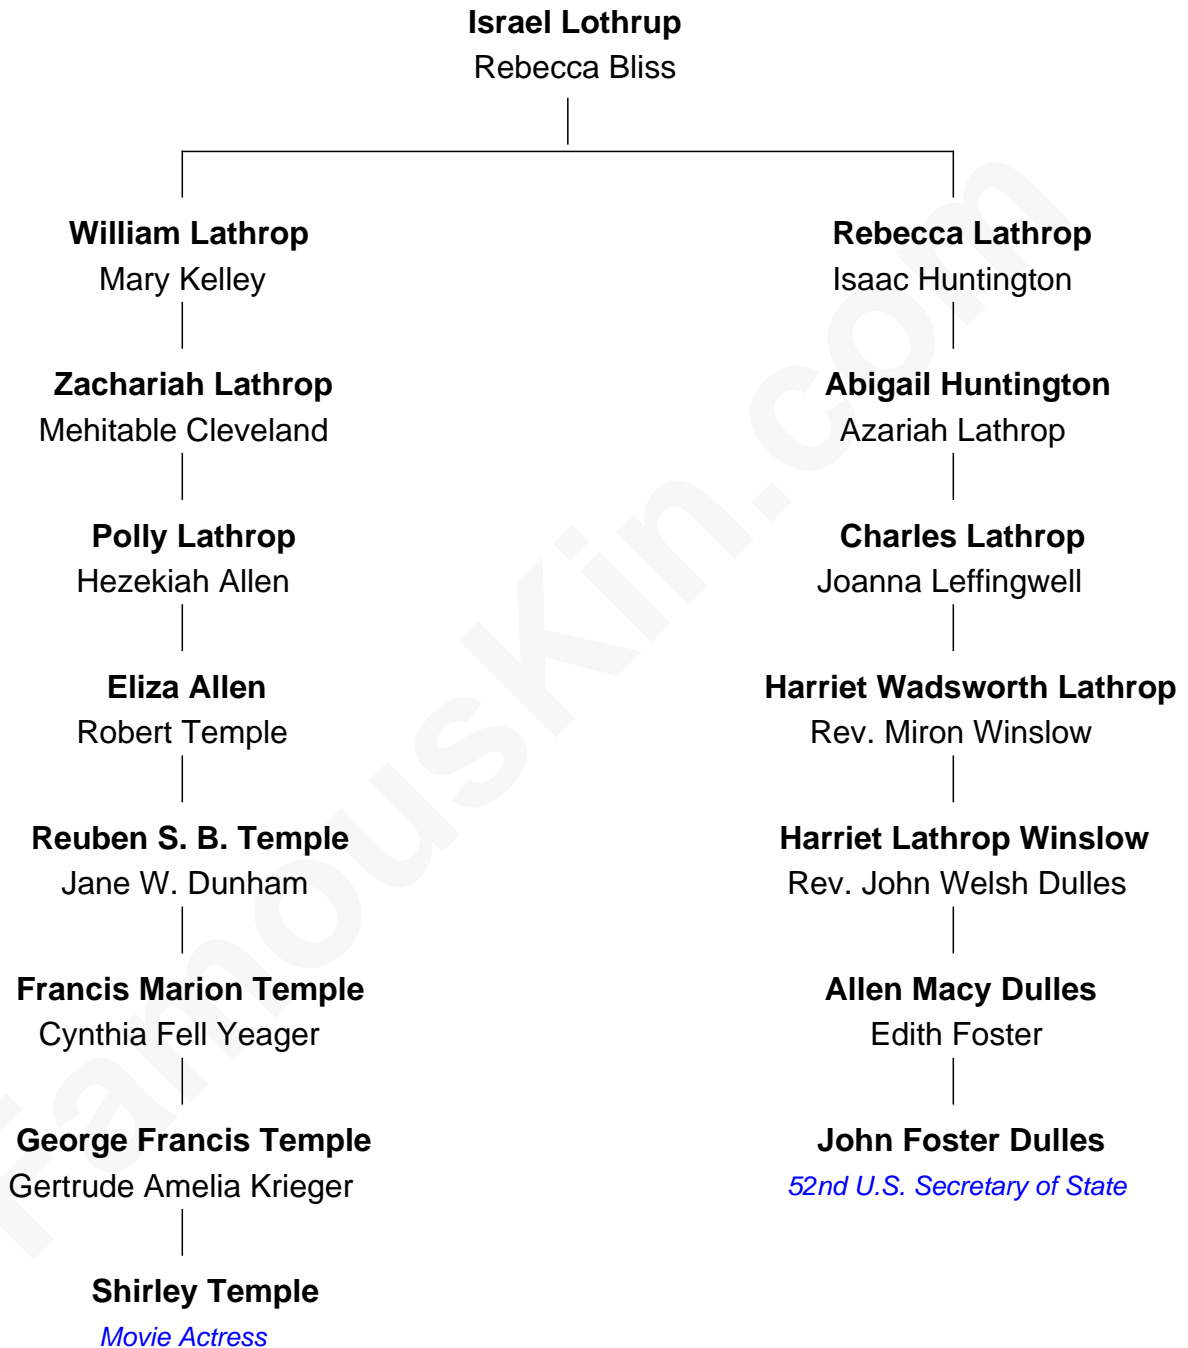 Israel Lothrup
Rebecca Bliss
William Lathrop
Mary Kelley
Zachariah Lathrop
Mehitable Cleveland
Polly Lathrop
Hezekiah Allen
Eliza Allen
Robert Temple
Reuben S. B. Temple
Jane W. Dunham
Francis Marion Temple
Cynthia Fell Yeager
George Francis Temple
Gertrude Amelia Krieger
Shirley Temple
Movie Actress
Rebecca Lathrop
Isaac Huntington
Abigail Huntington
Azariah Lathrop
Charles Lathrop
Joanna Leffingwell
Harriet Wadsworth Lathrop
Rev. Miron Winslow
Harriet Lathrop Winslow
Rev. John Welsh Dulles
Allen Macy Dulles
Edith Foster
John Foster Dulles
52nd U.S. Secretary of State
FamousKin.com